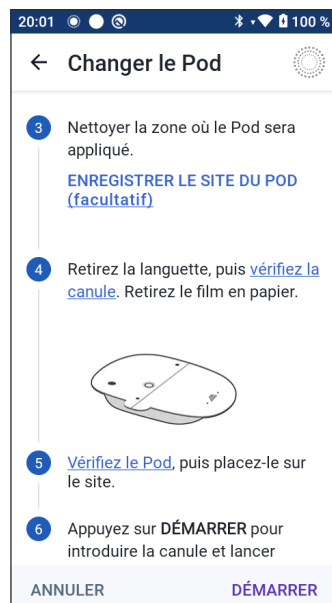 20:01 100 %
Changer le Pod
3 Nettoyer la zone où le Pod sera
appliqué.
ENREGISTRER LE SITE DU POD
(facultatif)
4 Retirez la languette, puis vérifiez la
canule. Retirez le film en papier.
5 Vérifiez le Pod, puis placez-le sur
le site.
6 Appuyez sur DÉMARRER pour
introduire la canule et lancer
ANNULER DÉMARRER